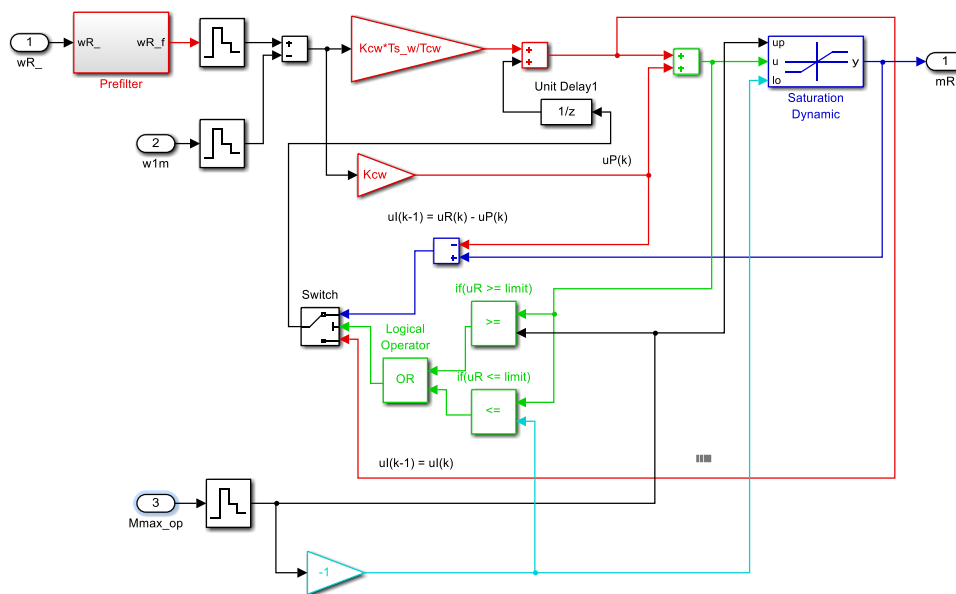 1
wR_
wR_
wR_f
Prefilter
+
-
Kcw*Ts_w/Tcw
+
+
+
+
up
u
lo
y
Saturation
Dynamic
1
mR
Unit Delay1
1/z
2
w1m
Kcw
uP(k)
uI(k-1) = uR(k) - uP(k)
-
+
Switch
if(uR >= limit)
>=
Logical
Operator
OR
if(uR <= limit)
<=
uI(k-1) = uI(k)
3
Mmax_op
-1